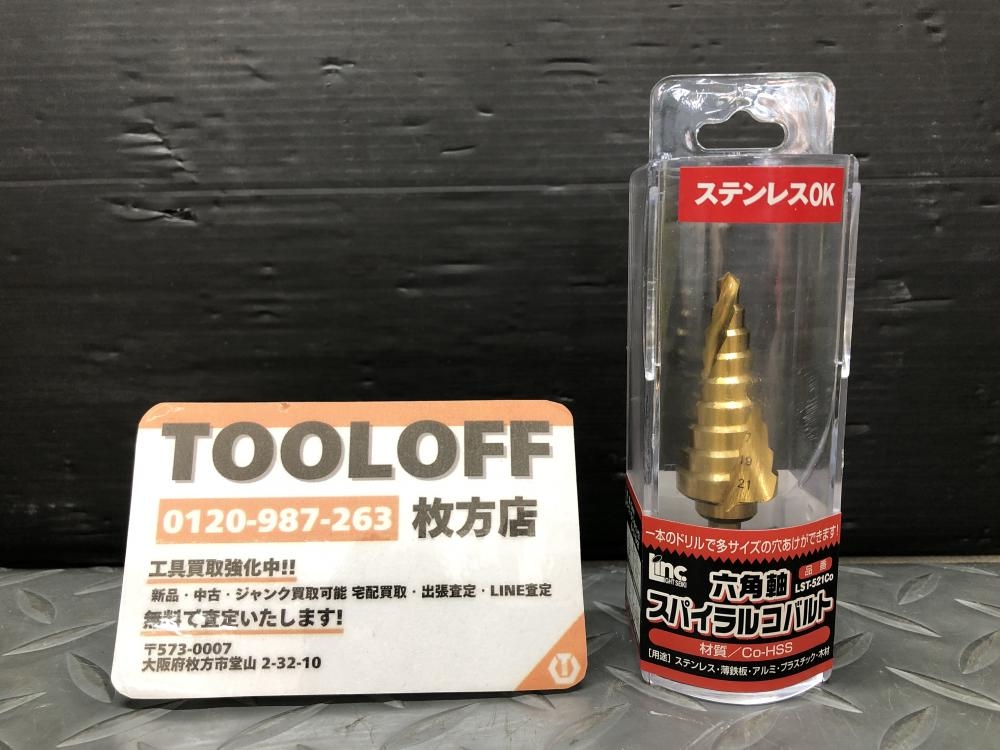 TOOLOFF
0120-987-263 枚方店
工具買取強化中!!
新品・中古・ジャンク買取可能 宅配買取・出張査定・LINE査定
無料で査定いたします!
〒573-0007
大阪府枚方市堂山 2-32-10
ステンレスOK
7
19
21
一本のドリルで多サイズの穴あけができます!
Linc.
GHT SEIKI
品番
LST-521Co
六角軸
スパイラルコバルト
材質/Co-HSS
[用途] ステンレス・薄鉄板・アルミ・プラスチック・木材